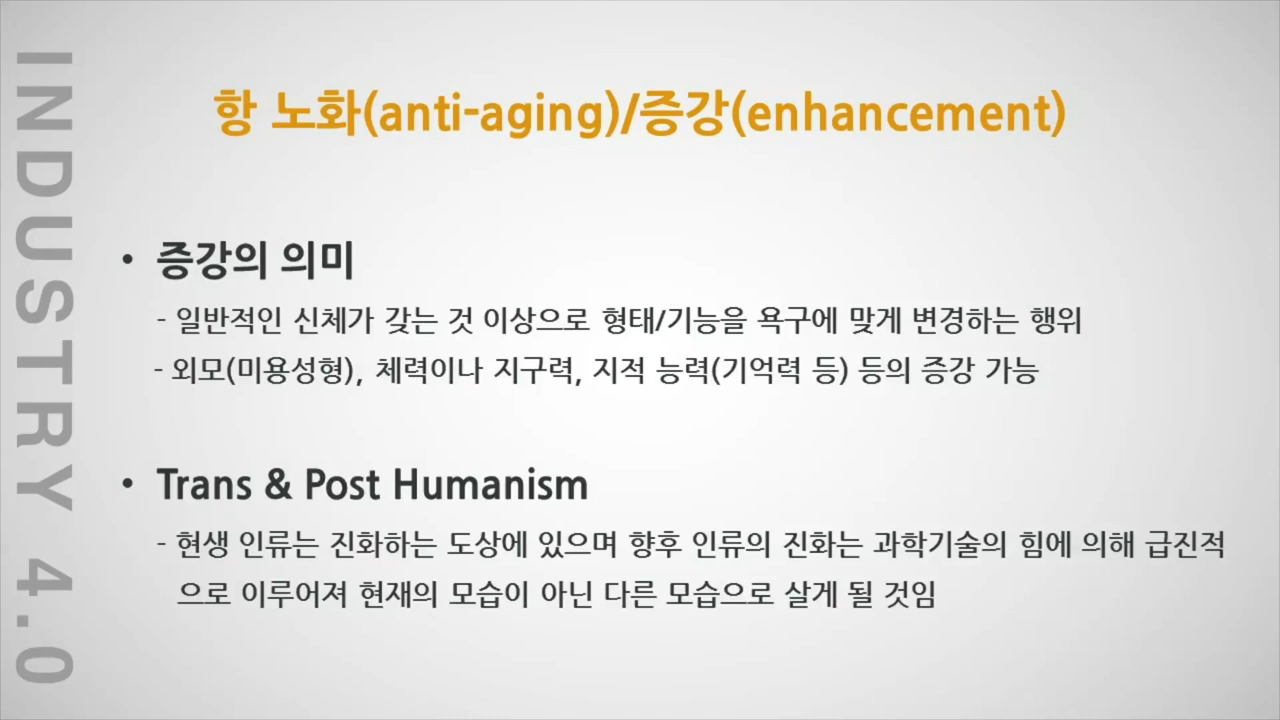 INDUSTRY 4.0
항 노화(anti-aging)/증강(enhancement)
• 증강의 의미
- 일반적인 신체가 갖는 것 이상으로 형태/기능을 욕구에 맞게 변경하는 행위
- 외모(미용성형), 체력이나 지구력, 지적 능력(기억력 등) 등의 증강 가능
• Trans & Post Humanism
- 현생 인류는 진화하는 도상에 있으며 향후 인류의 진화는 과학기술의 힘에 의해 급진적
으로 이루어져 현재의 모습이 아닌 다른 모습으로 살게 될 것임